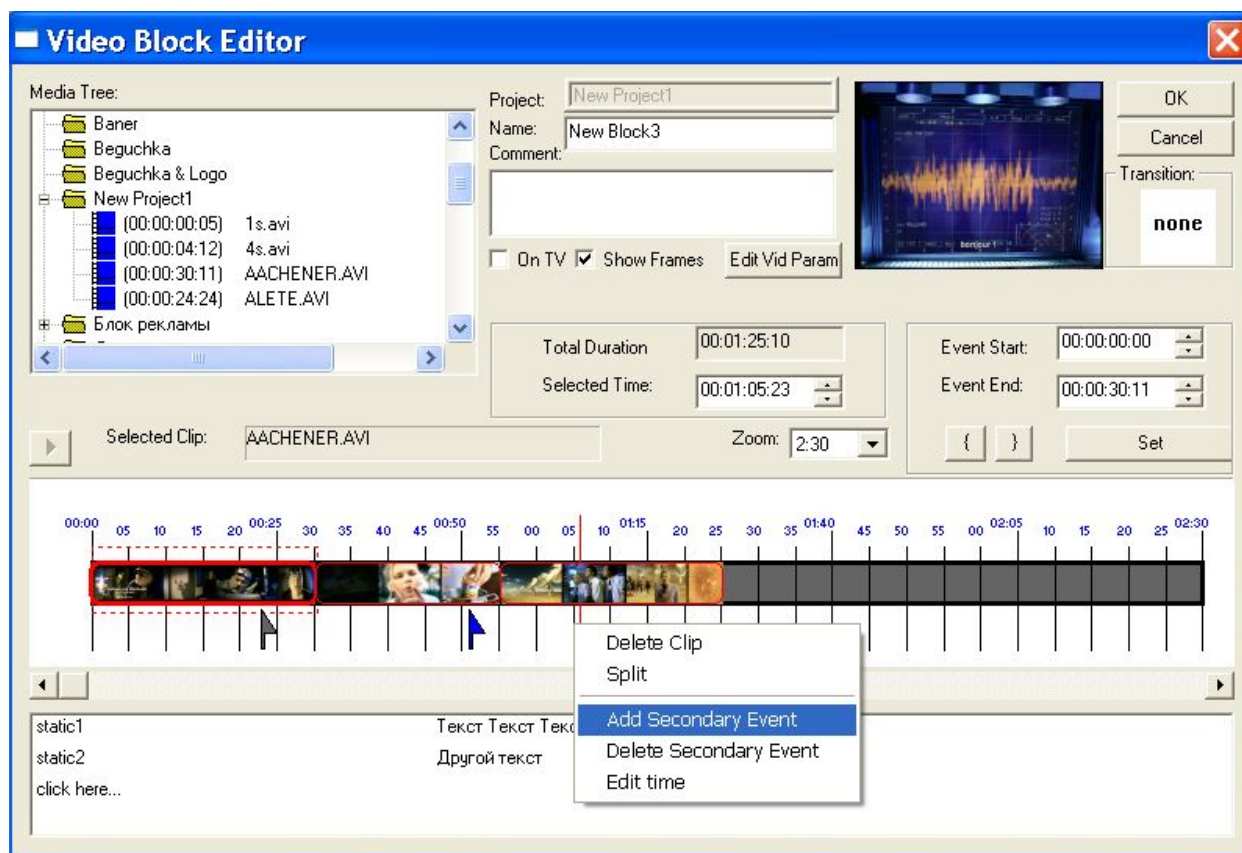 Video Block Editor
Media Tree:
Baner
Beguchka
Beguchka & Logo
New Project1
(00:00:00:05) 1s.avi
(00:00:04:12) 4s.avi
(00:00:30:11) AACHENER.AVI
(00:00:24:24) ALETE.AVI
Блок рекламы
Project: New Project1
Name: New Block3
Comment:
On TV Show Frames Edit Vid Param
bonjour !
OK
Cancel
Transition:
none
Total Duration 00:01:25:10
Selected Time: 00:01:05:23
Event Start: 00:00:00:00
Event End: 00:00:30:11
Selected Clip: AACHENER.AVI
Zoom: 2:30
{ } Set
00:00 05 10 15 20 00:25 30 35 40 45 00:50 55 00 05 10 01:15 20 25 30 35 01:40 45 50 55 00 02:05 10 15 20 25 02:30
Delete Clip
Split
Add Secondary Event
Delete Secondary Event
Edit time
static1 Текст Текст
static2 Другой текст
click here...